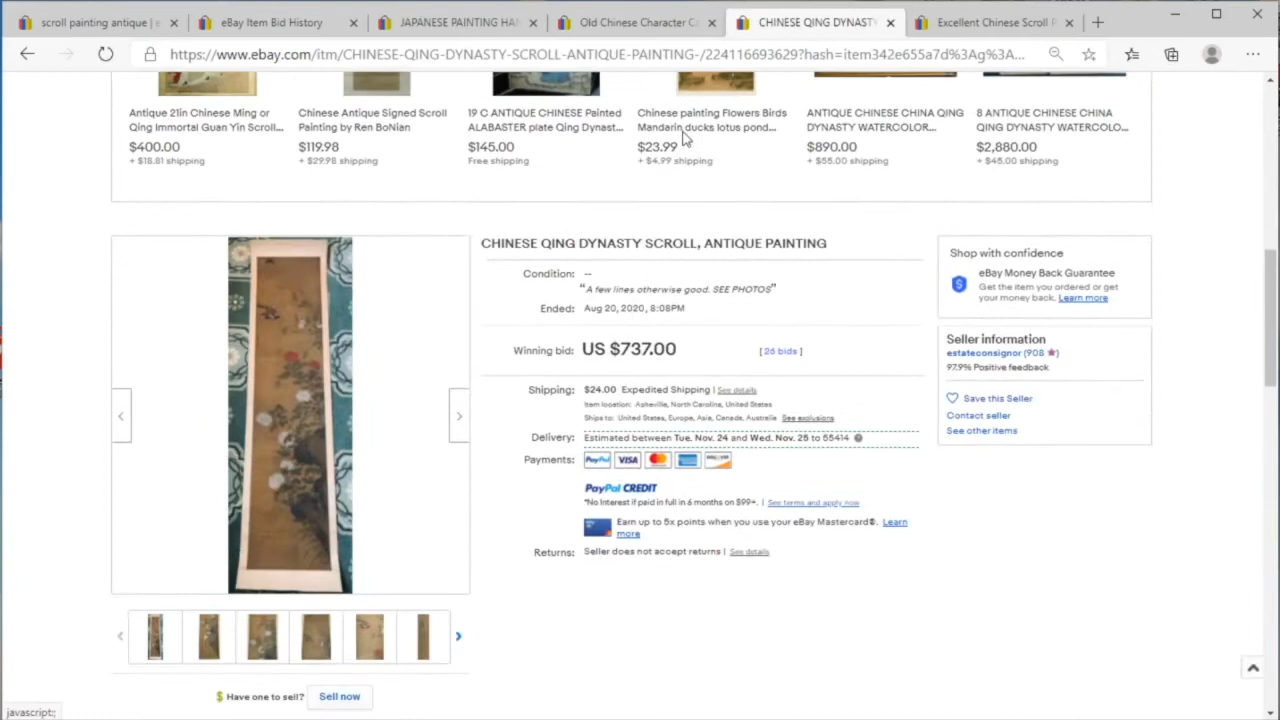 scroll painting antique | e
eBay Item Bid History
JAPANESE PAINTING HA
Old Chinese Character C
CHINESE QING DYNAST
Excellent Chinese Scroll P
https://www.ebay.com/itm/CHINESE-QING-DYNASTY-SCROLL-ANTIQUE-PAINTING-/224116693629?hash=item342e655a7d%3Ag%3A...
Antique 21in Chinese Ming or
Qing Immortal Guan Yin Scroll...
$400.00
+ $18.81 shipping
Chinese Antique Signed Scroll
Painting by Ren BoNian
$119.98
+ $29.98 shipping
19 C ANTIQUE CHINESE Painted
ALABASTER plate Qing Dynast...
$145.00
Free shipping
Chinese painting Flowers Birds
Mandarin ducks lotus pond...
$23.99
+ $4.99 shipping
ANTIQUE CHINESE CHINA QING
DYNASTY WATERCOLOR...
$890.00
+ $55.00 shipping
8 ANTIQUE CHINESE CHINA
QING DYNASTY WATERCOLO...
$2,880.00
+ $45.00 shipping
CHINESE QING DYNASTY SCROLL, ANTIQUE PAINTING
Condition: --
“A few lines otherwise good. SEE PHOTOS”
Ended: Aug 20, 2020, 8:08PM
Winning bid: US $737.00 [ 26 bids ]
Shipping: $24.00 Expedited Shipping | See details
Item location: Asheville, North Carolina, United States
Ships to: United States, Europe, Asia, Canada, Australia See exclusions
Delivery: Estimated between Tue. Nov. 24 and Wed. Nov. 25 to 55414
Payments: PayPal VISA MasterCard DISCOVER
PayPal CREDIT
*No Interest if paid in full in 6 months on $99+. | See terms and apply now
Earn up to 5x points when you use your eBay Mastercard®. Learn
more
Returns: Seller does not accept returns | See details
Shop with confidence
eBay Money Back Guarantee
Get the item you ordered or get
your money back. Learn more
Seller information
estateconsignor (908 ★)
97.9% Positive feedback
Save this Seller
Contact seller
See other items
Have one to sell? Sell now
javascript:;